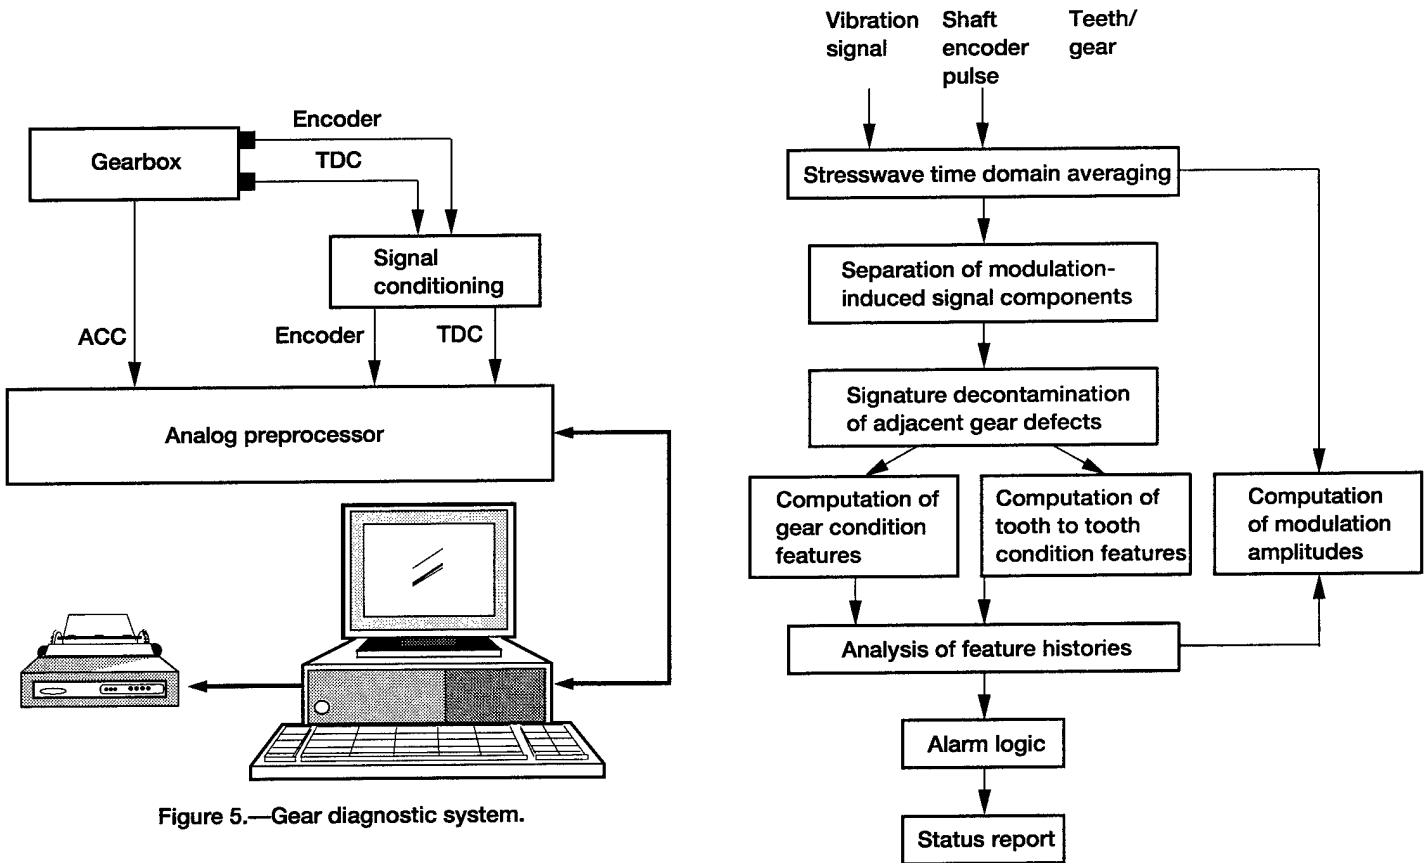 Encoder
Gearbox
TDC
Signal
conditioning
ACC
Encoder
TDC
Analog preprocessor
Figure 5.—Gear diagnostic system.
Vibration
signal
Shaft
encoder
pulse
Teeth/
gear
Stresswave time domain averaging
Separation of modulation-
induced signal components
Signature decontamination
of adjacent gear defects
Computation of
gear condition
features
Computation of
tooth to tooth
condition features
Computation
of modulation
amplitudes
Analysis of feature histories
Alarm logic
Status report